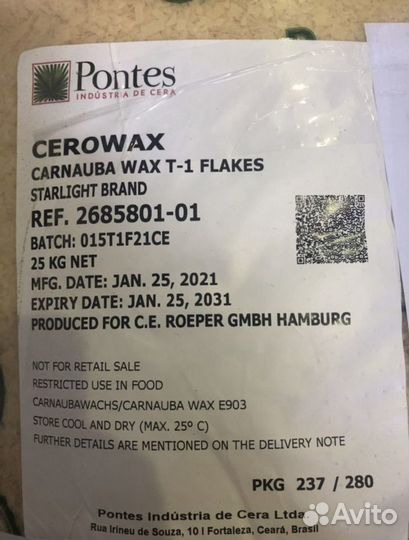 Pontes
INDÚSTRIA DE CERA
CEROWAX
CARNAUBA WAX T-1 FLAKES
STARLIGHT BRAND
REF. 2685801-01
BATCH: 015T1F21CE
25 KG NET
MFG. DATE: JAN. 25, 2021
EXPIRY DATE: JAN. 25, 2031
PRODUCED FOR C.E. ROEPER GMBH HAMBURG
NOT FOR RETAIL SALE
RESTRICTED USE IN FOOD
CARNAUBAWACHS/CARNAUBA WAX E903
STORE COOL AND DRY (MAX. 25º C)
FURTHER DETAILS ARE MENTIONED ON THE DELIVERY NOTE
PKG 237 / 280
Pontes Indústria de Cera Ltda.
Rua Irineu de Souza, 10 I Fortaleza, Ceará, Brasil
Avito